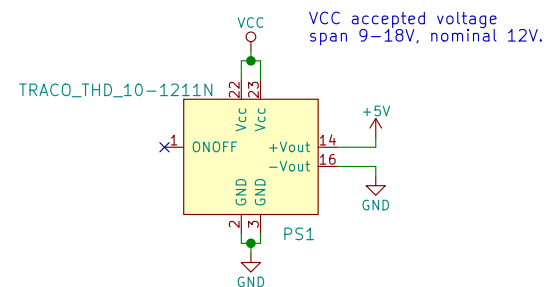 VCC accepted voltage
span 9-18V, nominal 12V.
VCC
TRACO_THD_10-1211N
22
23
Vcc
Vcc
+5V
1
ONOFF
+Vout
14
-Vout
16
GND
GND
GND
2
3
PS1
GND